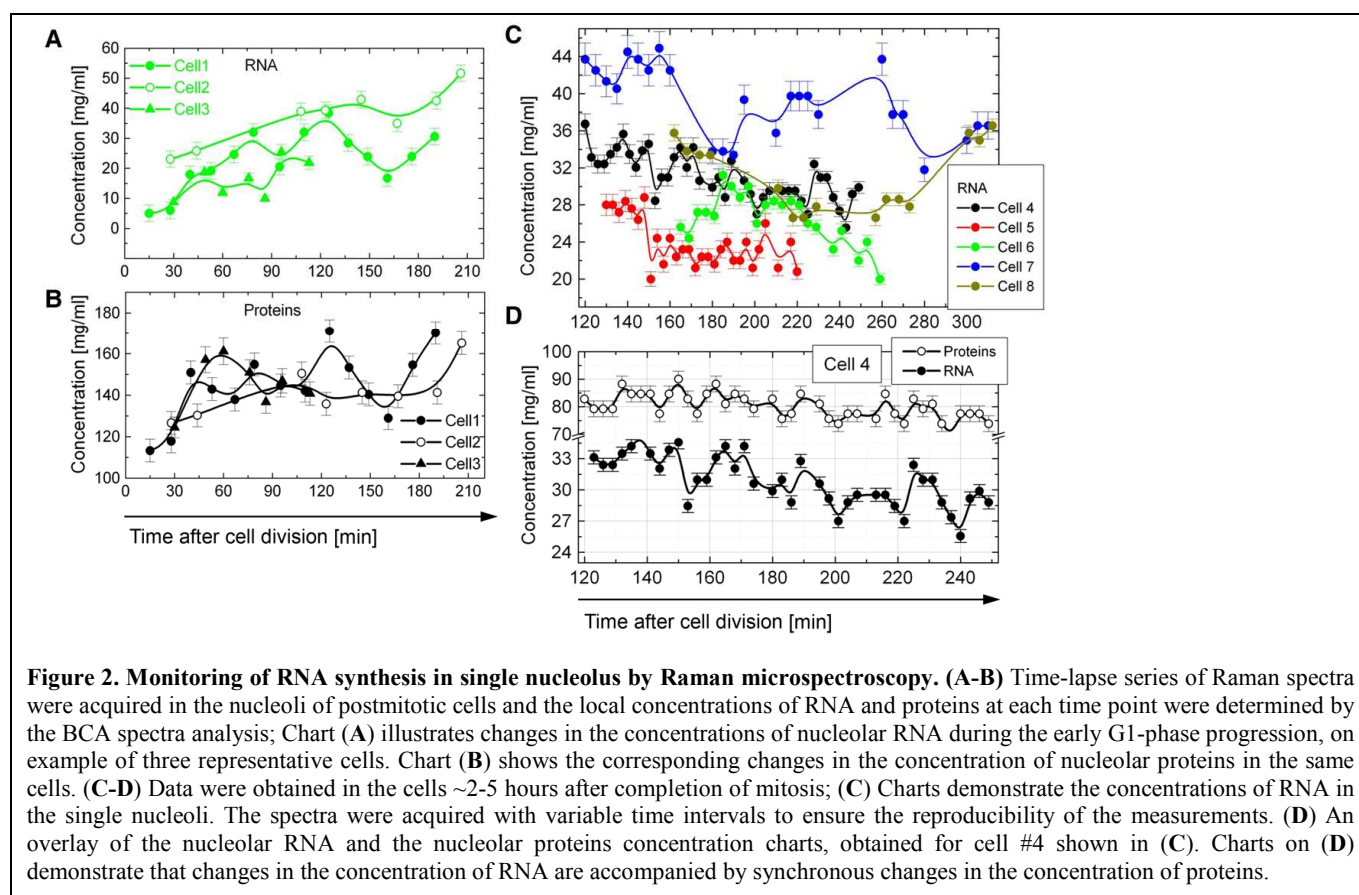 A
60
50
40
30
20
10
0
Concentration [mg/ml]
Cell1
Cell2
Cell3
RNA
0 30 60 90 120 150 180 210
B
180
160
140
120
100
Concentration [mg/ml]
Proteins
Cell1
Cell2
Cell3
0 30 60 90 120 150 180 210
Time after cell division [min]
C
44
40
36
32
28
24
20
Concentration [mg/ml]
RNA
Cell 4
Cell 5
Cell 6
Cell 7
Cell 8
120 140 160 180 200 220 240 260 280 300
D
100
90
80
70
33
30
27
24
Concentration [mg/ml]
Cell 4
Proteins
RNA
120 140 160 180 200 220 240
Time after cell division [min]
Figure 2. Monitoring of RNA synthesis in single nucleolus by Raman microspectroscopy. (A-B) Time-lapse series of Raman spectra
were acquired in the nucleoli of postmitotic cells and the local concentrations of RNA and proteins at each time point were determined by
the BCA spectra analysis; Chart (A) illustrates changes in the concentrations of nucleolar RNA during the early G1-phase progression, on
example of three representative cells. Chart (B) shows the corresponding changes in the concentration of nucleolar proteins in the same
cells. (C-D) Data were obtained in the cells ~2-5 hours after completion of mitosis; (C) Charts demonstrate the concentrations of RNA in
the single nucleoli. The spectra were acquired with variable time intervals to ensure the reproducibility of the measurements. (D) An
overlay of the nucleolar RNA and the nucleolar proteins concentration charts, obtained for cell #4 shown in (C). Charts on (D)
demonstrate that changes in the concentration of RNA are accompanied by synchronous changes in the concentration of proteins.